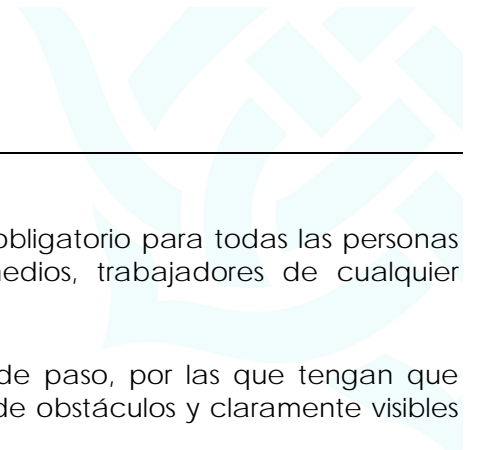 obligatorio para todas las personas
medios, trabajadores de cualquier
de paso, por las que tengan que
de obstáculos y claramente visibles